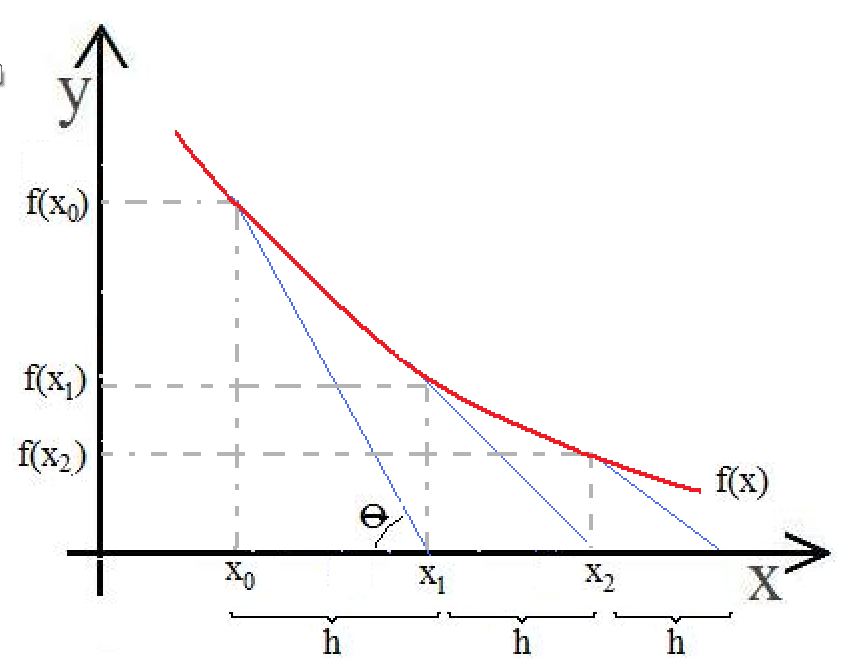 y
f(x₀)
f(x₁)
f(x₂)
f(x)
Θ
x₀
x₁
x₂
x
h
h
h